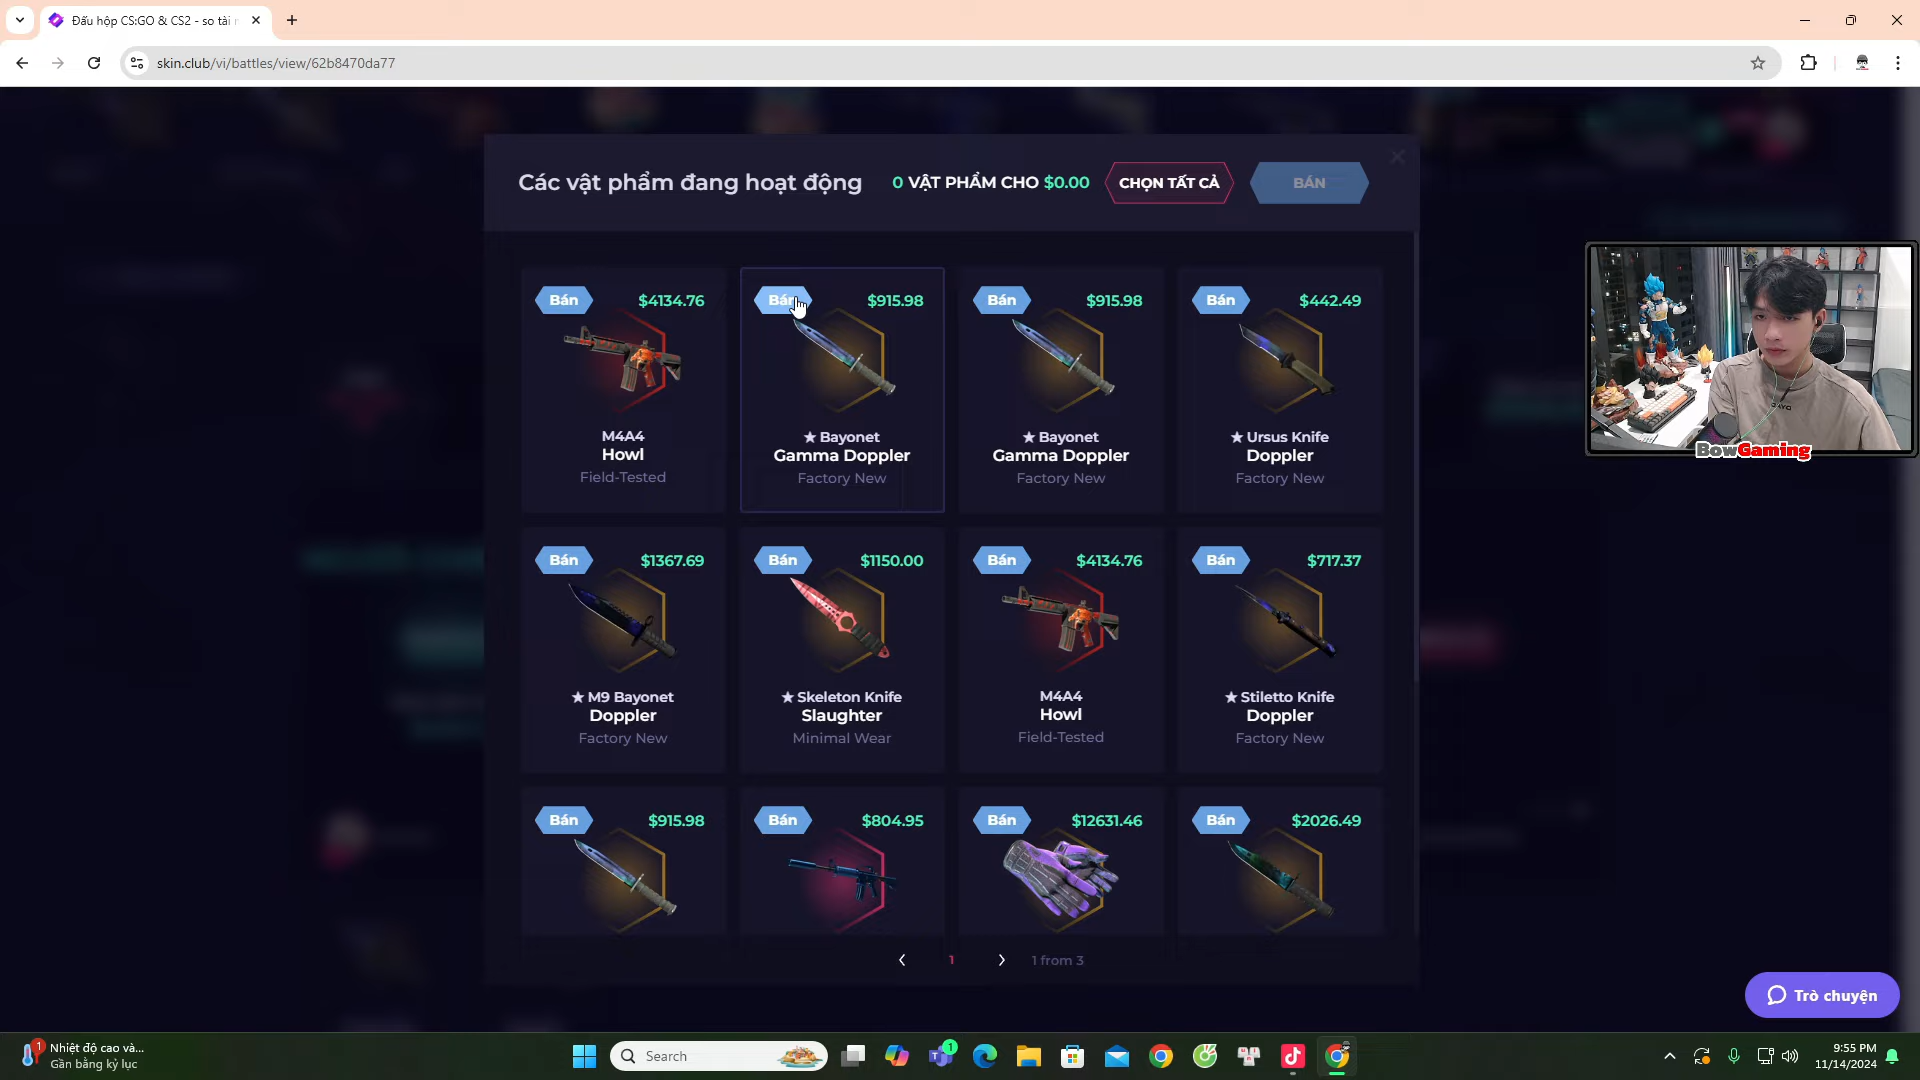 Đấu hộp CS:GO & CS2 - so tài
skin.club/vi/battles/view/62b8470da77
Các vật phẩm đang hoạt động
0 VẬT PHẨM CHO $0.00
CHỌN TẤT CẢ
BÁN
Bán $4134.76
M4A4
Howl
Field-Tested
Bán $915.98
★ Bayonet
Gamma Doppler
Factory New
Bán $915.98
★ Bayonet
Gamma Doppler
Factory New
Bán $442.49
★ Ursus Knife
Doppler
Factory New
Bán $1367.69
★ M9 Bayonet
Doppler
Factory New
Bán $1150.00
★ Skeleton Knife
Slaughter
Minimal Wear
Bán $4134.76
M4A4
Howl
Field-Tested
Bán $717.37
★ Stiletto Knife
Doppler
Factory New
Bán $915.98
Bán $804.95
Bán $12631.46
Bán $2026.49
1
1 from 3
BowGaming
Trò chuyện
1
Nhiệt độ cao và...
Gần bằng kỷ lục
Search
1
9:55 PM
11/14/2024